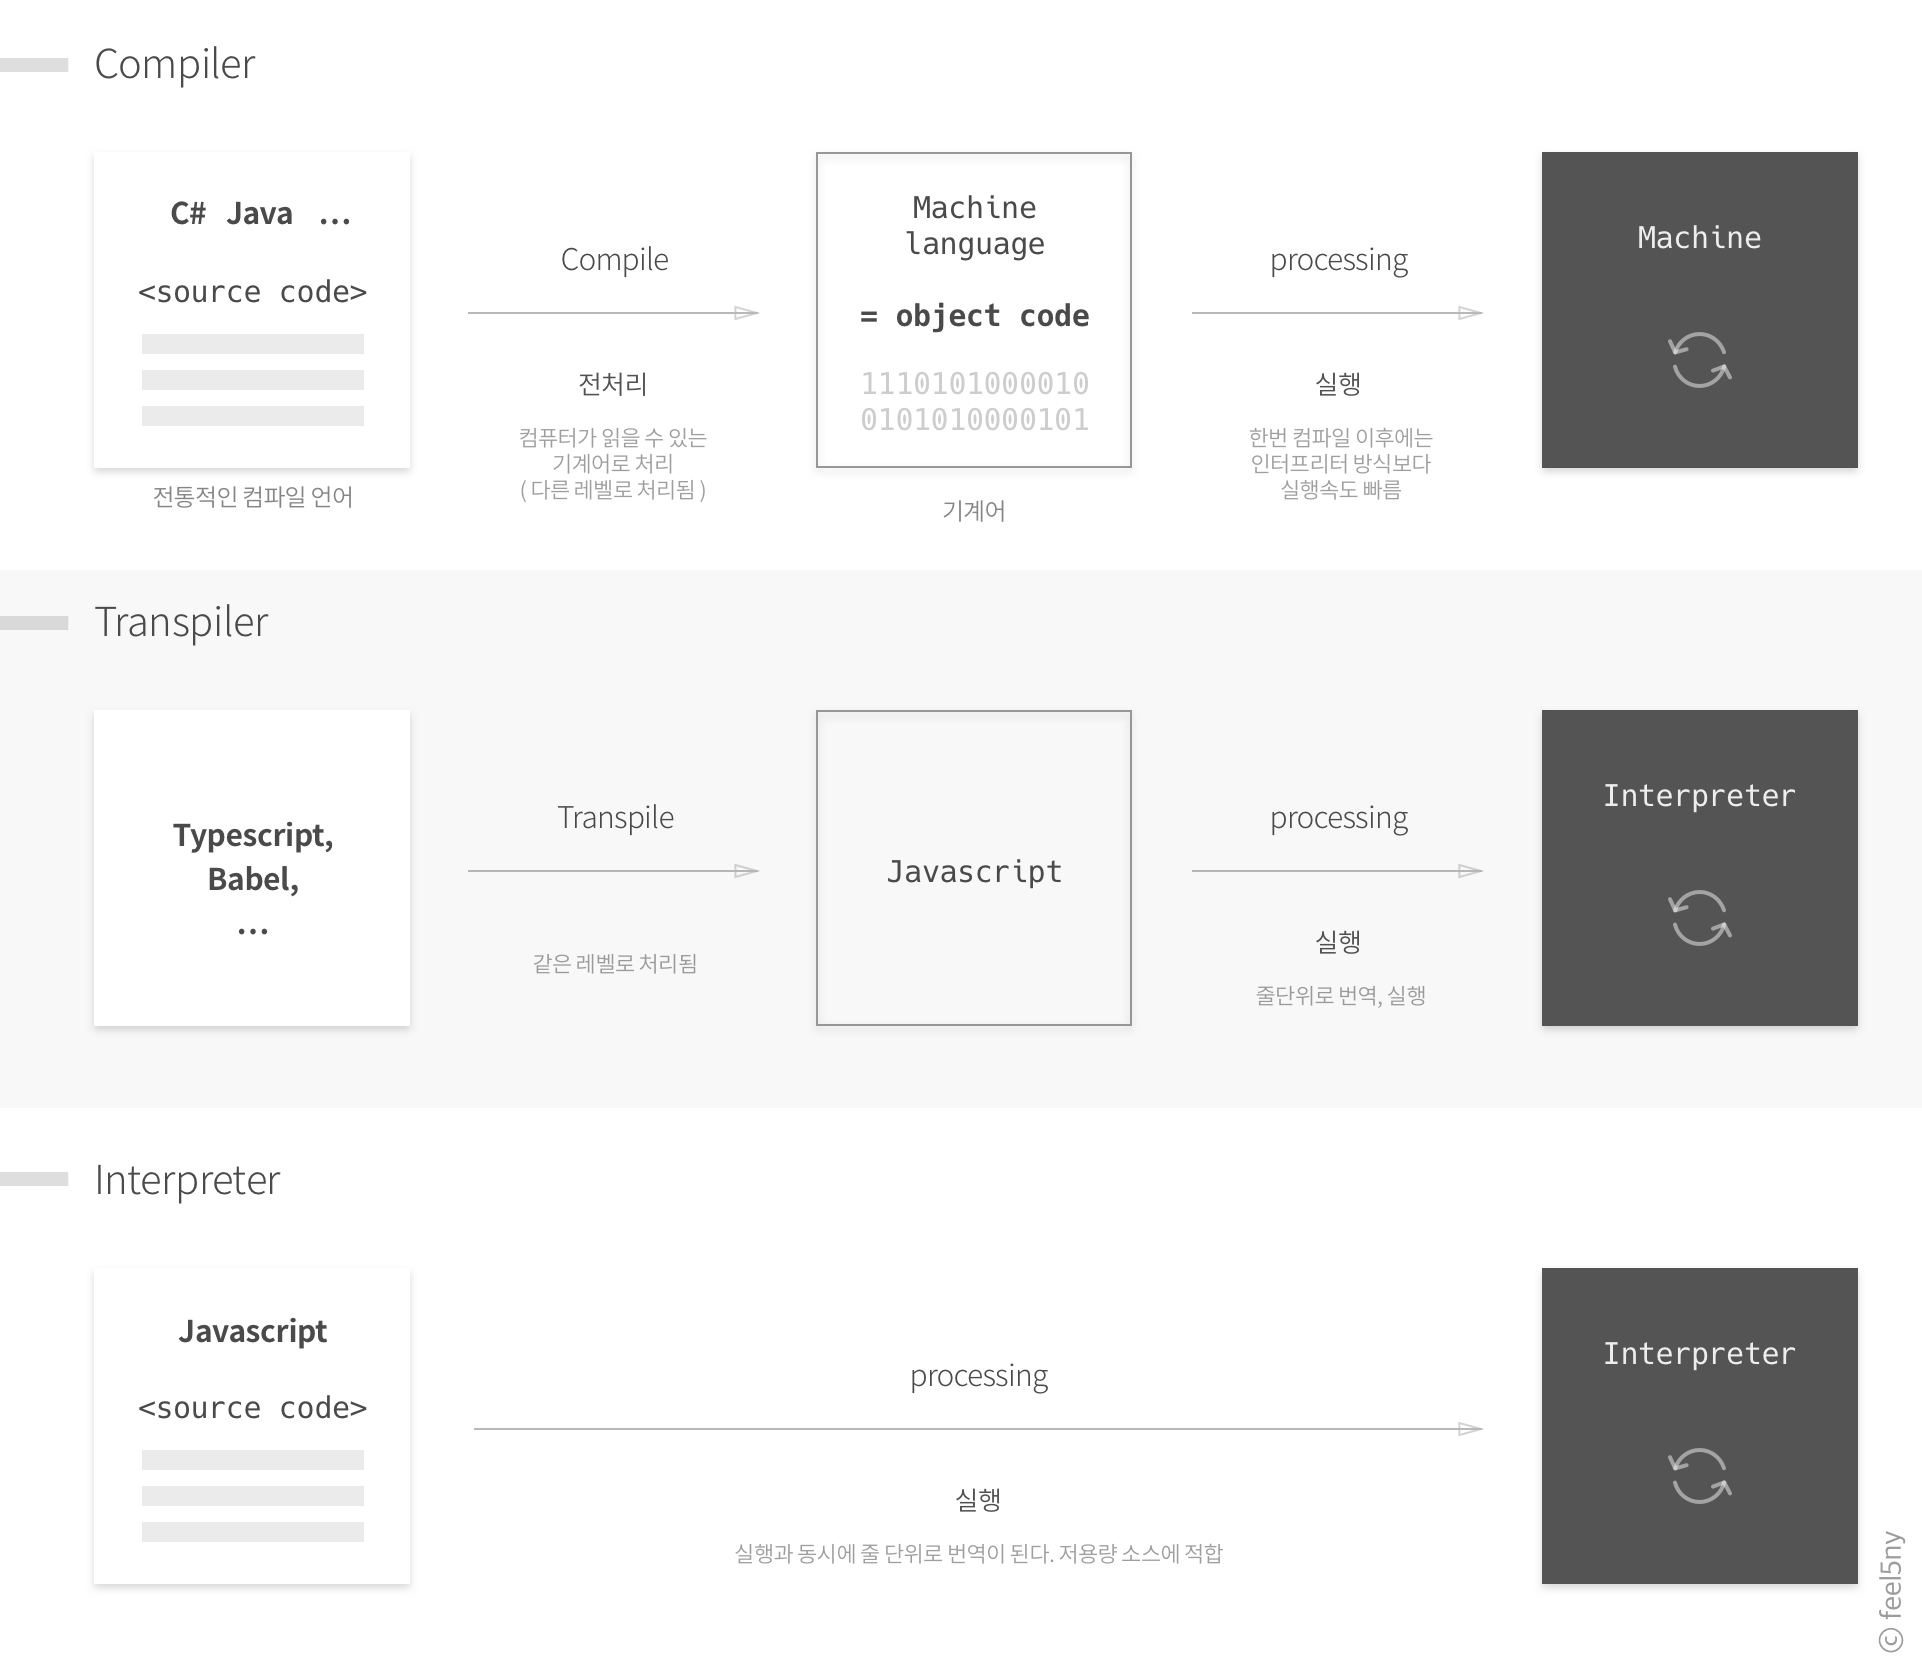 Compiler
C# Java ...
<source code>
전통적인 컴파일 언어
Compile
전처리
컴퓨터가 읽을 수 있는
기계어로 처리
( 다른 레벨로 처리됨 )
Machine
language
= object code
1110101000010
0101010000101
기계어
processing
실행
한번 컴파일 이후에는
인터프리터 방식보다
실행속도 빠름
Machine
Transpiler
Typescript,
Babel,
...
Transpile
같은 레벨로 처리됨
Javascript
processing
실행
줄단위로 번역, 실행
Interpreter
Interpreter
Javascript
<source code>
processing
실행
실행과 동시에 줄 단위로 번역이 된다. 저용량 소스에 적합
Interpreter
© feel5ny